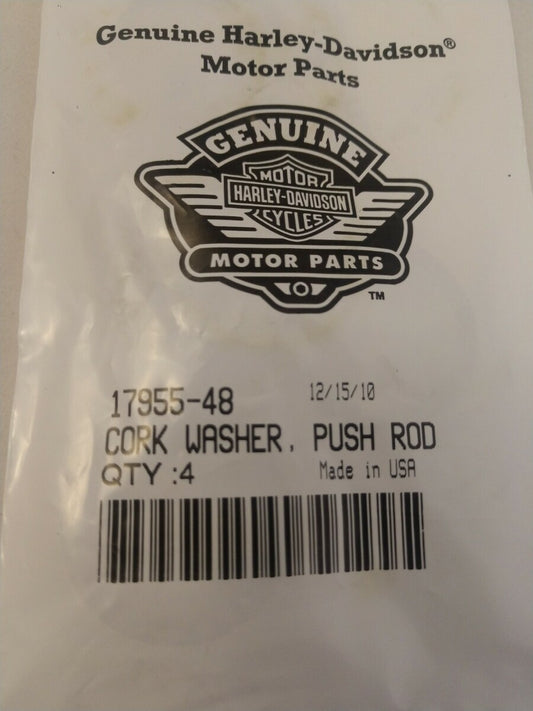 Genuine Harley-Davidson®
Motor Parts
GENUINE
MOTOR
HARLEY-DAVIDSON
CYCLES
MOTOR PARTS
TM
17955-48 12/15/10
CORK WASHER, PUSH ROD
QTY :4 Made in USA